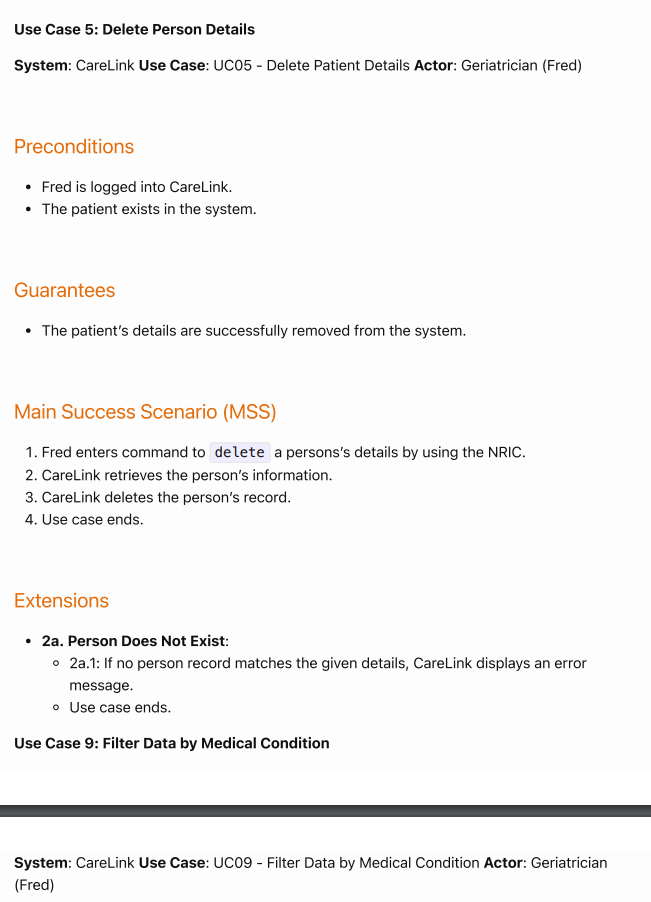 Use Case 5: Delete Person Details
System: CareLink Use Case: UC05 - Delete Patient Details Actor: Geriatrician (Fred)
Preconditions
• Fred is logged into CareLink.
• The patient exists in the system.
Guarantees
• The patient’s details are successfully removed from the system.
Main Success Scenario (MSS)
1. Fred enters command to delete a persons’s details by using the NRIC.
2. CareLink retrieves the person’s information.
3. CareLink deletes the person’s record.
4. Use case ends.
Extensions
• 2a. Person Does Not Exist:
◦ 2a.1: If no person record matches the given details, CareLink displays an error
message.
◦ Use case ends.
Use Case 9: Filter Data by Medical Condition
System: CareLink Use Case: UC09 - Filter Data by Medical Condition Actor: Geriatrician
(Fred)